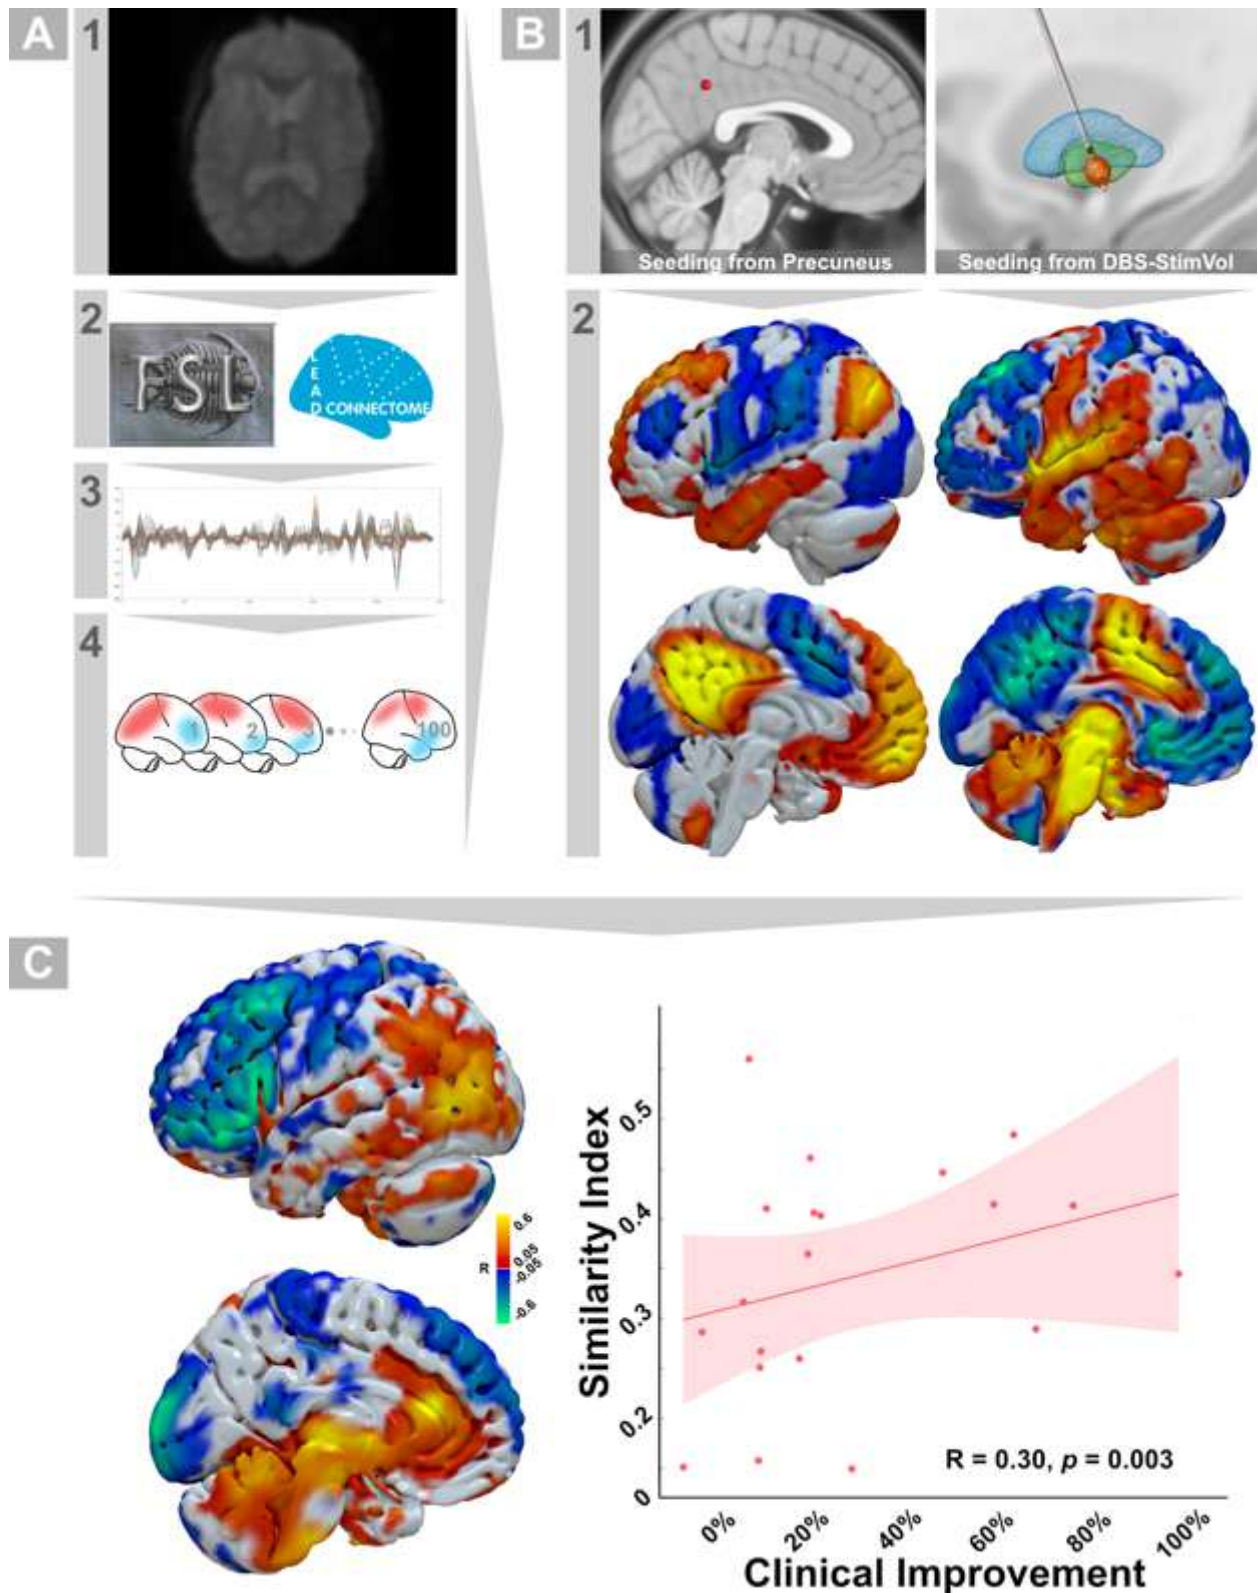 A
1
2
FSL
LEAD CONNECTOME
3
4
2
3
100
B
1
Seeding from Precuneus
Seeding from DBS-StimVol
2
C
R
0.6
0.05
-0.05
-0.6
Similarity Index
0.5
0.4
0.3
0.2
0
R = 0.30, p = 0.003
0%
20%
40%
60%
80%
100%
Clinical Improvement